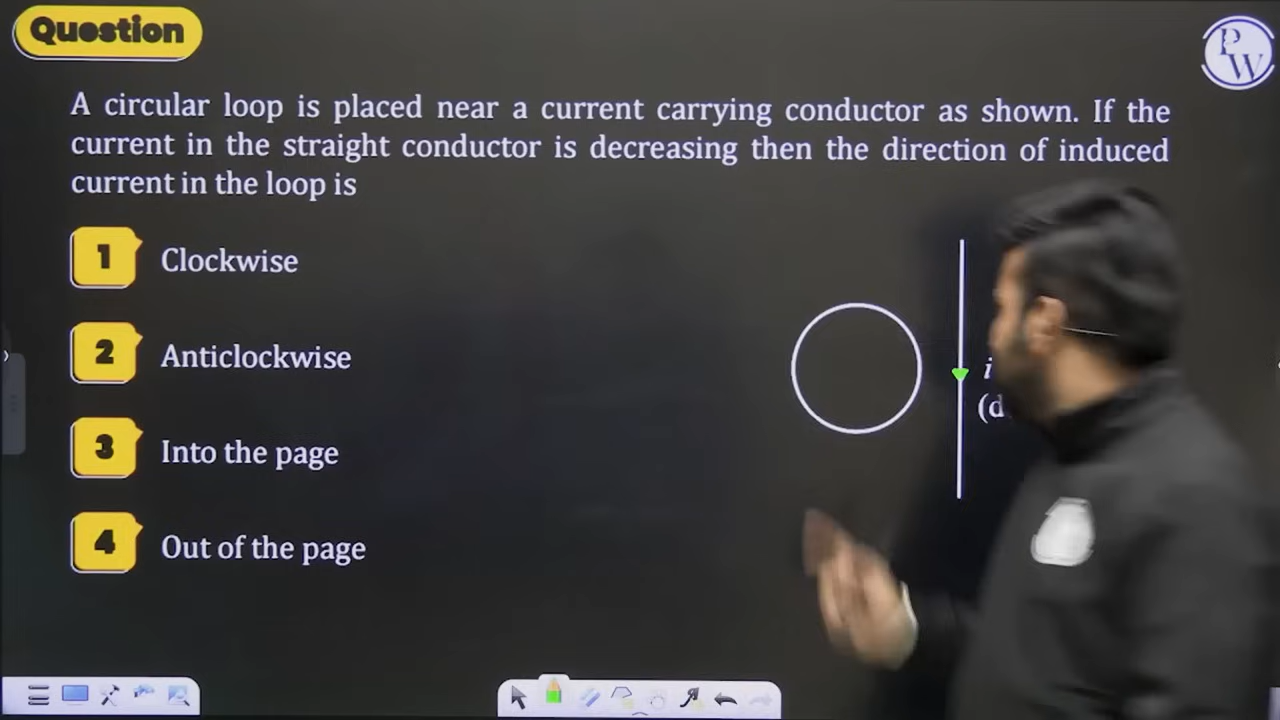 Question
PW
A circular loop is placed near a current carrying conductor as shown. If the
current in the straight conductor is decreasing then the direction of induced
current in the loop is
1 Clockwise
2 Anticlockwise
3 Into the page
4 Out of the page
i
(d